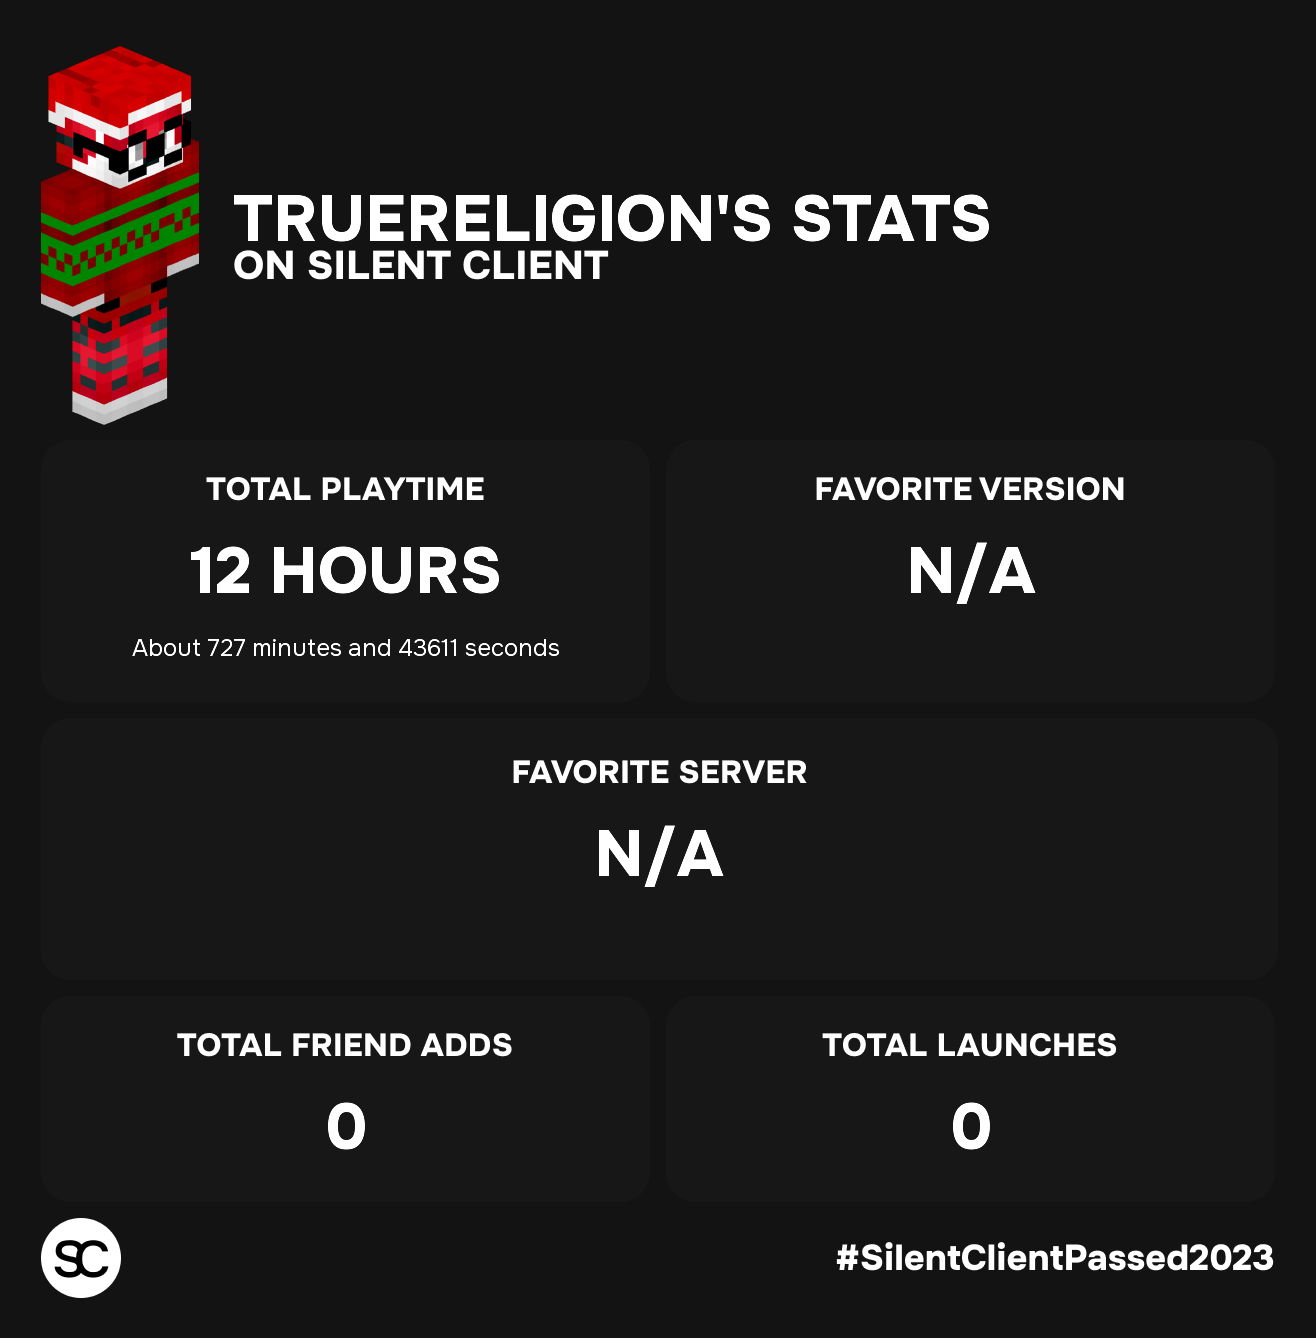 TRUERELIGION'S STATS
ON SILENT CLIENT
TOTAL PLAYTIME
12 HOURS
About 727 minutes and 43611 seconds
FAVORITE VERSION
N/A
FAVORITE SERVER
N/A
TOTAL FRIEND ADDS
0
TOTAL LAUNCHES
0
SC
#SilentClientPassed2023